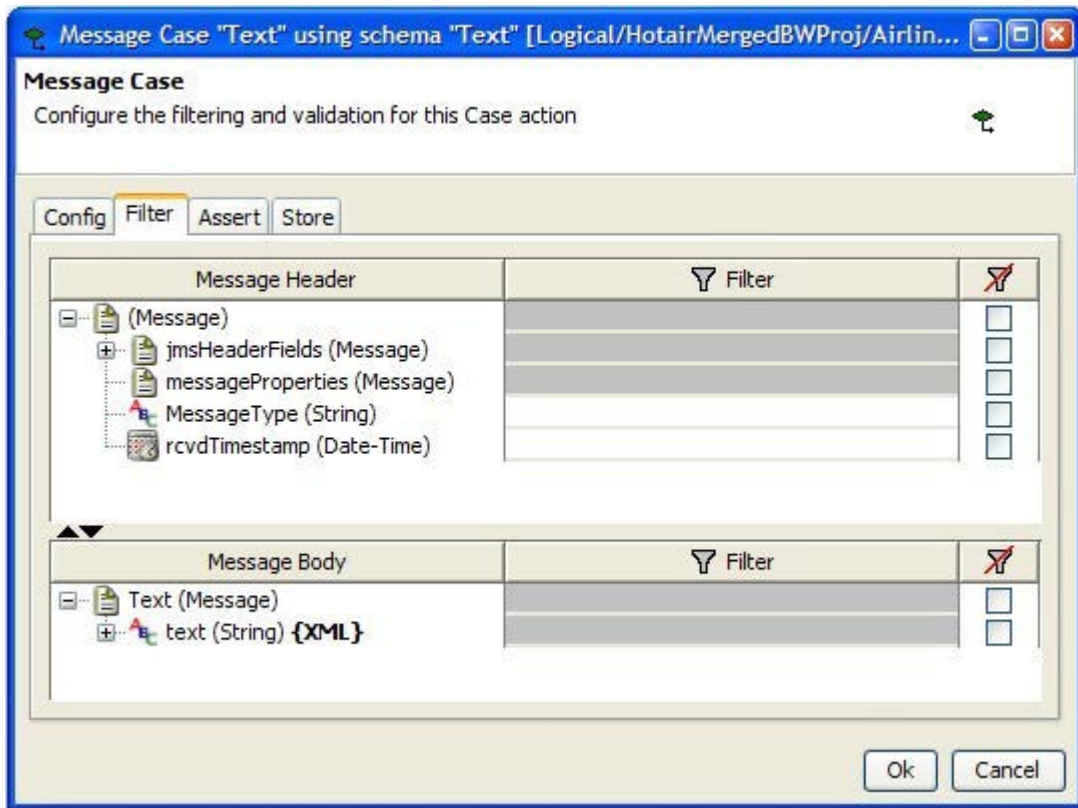 Message Case "Text" using schema "Text" [Logical/HotairMergedBWProj/Airlin...
Message Case
Configure the filtering and validation for this Case action
Config Filter Assert Store
Message Header Filter
(Message)
jmsHeaderFields (Message)
messageProperties (Message)
MessageType (String)
rcvdTimestamp (Date-Time)
Message Body Filter
Text (Message)
text (String) {XML}
Ok Cancel